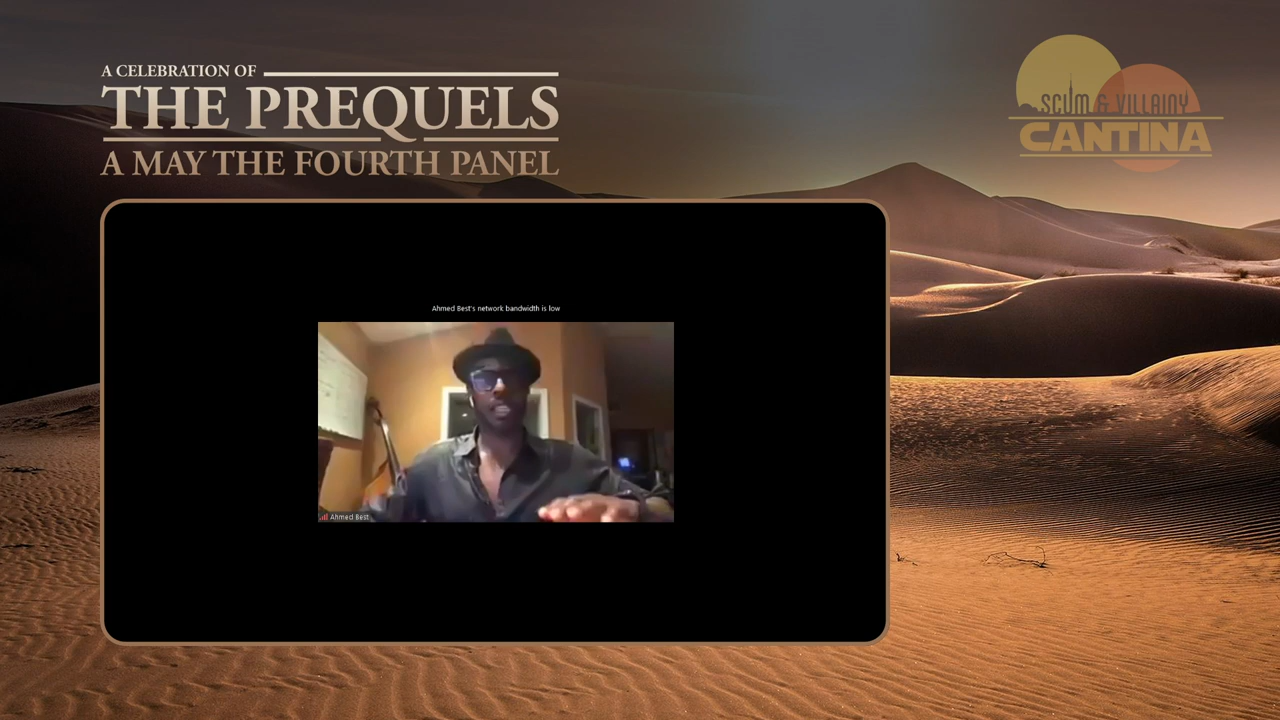 A CELEBRATION OF
THE PREQUELS
A MAY THE FOURTH PANEL
SCUM & VILLAINY
CANTINA
Ahmed Best's network bandwidth is low
Ahmed Best